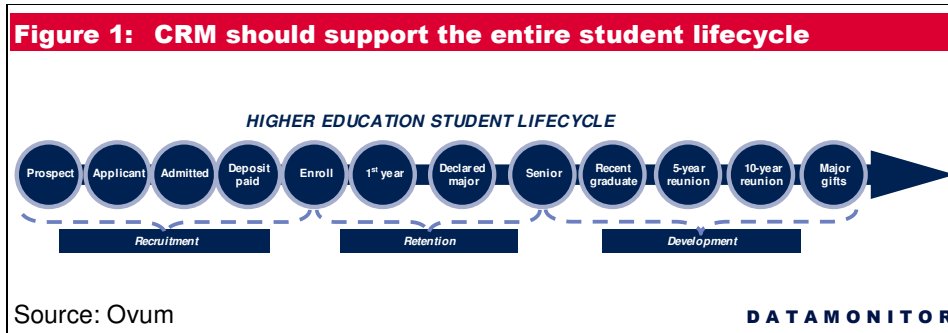 Figure 1: CRM should support the entire student lifecycle
HIGHER EDUCATION STUDENT LIFECYCLE
Prospect
Applicant
Admitted
Deposit
paid
Enroll
1st year
Declared
major
Senior
Recent
graduate
5-year
reunion
10-year
reunion
Major
gifts
Recruitment
Retention
Development
Source: Ovum
DATAMONITOR